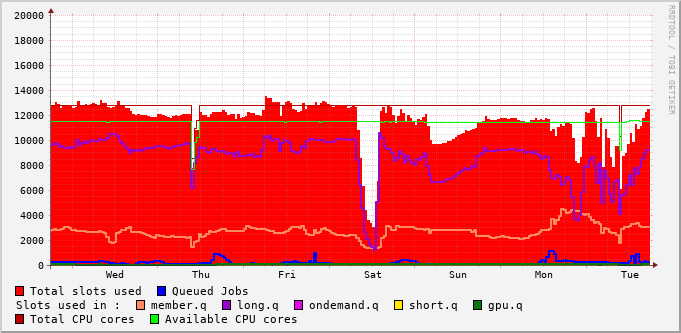 20000
18000
16000
14000
12000
10000
8000
6000
4000
2000
0
Wed Thu Fri Sat Sun Mon Tue
Total slots used Queued Jobs
Slots used in : member.q long.q ondemand.q short.q gpu.q
Total CPU cores Available CPU cores
RRDTOOL / TOBI OETIKER